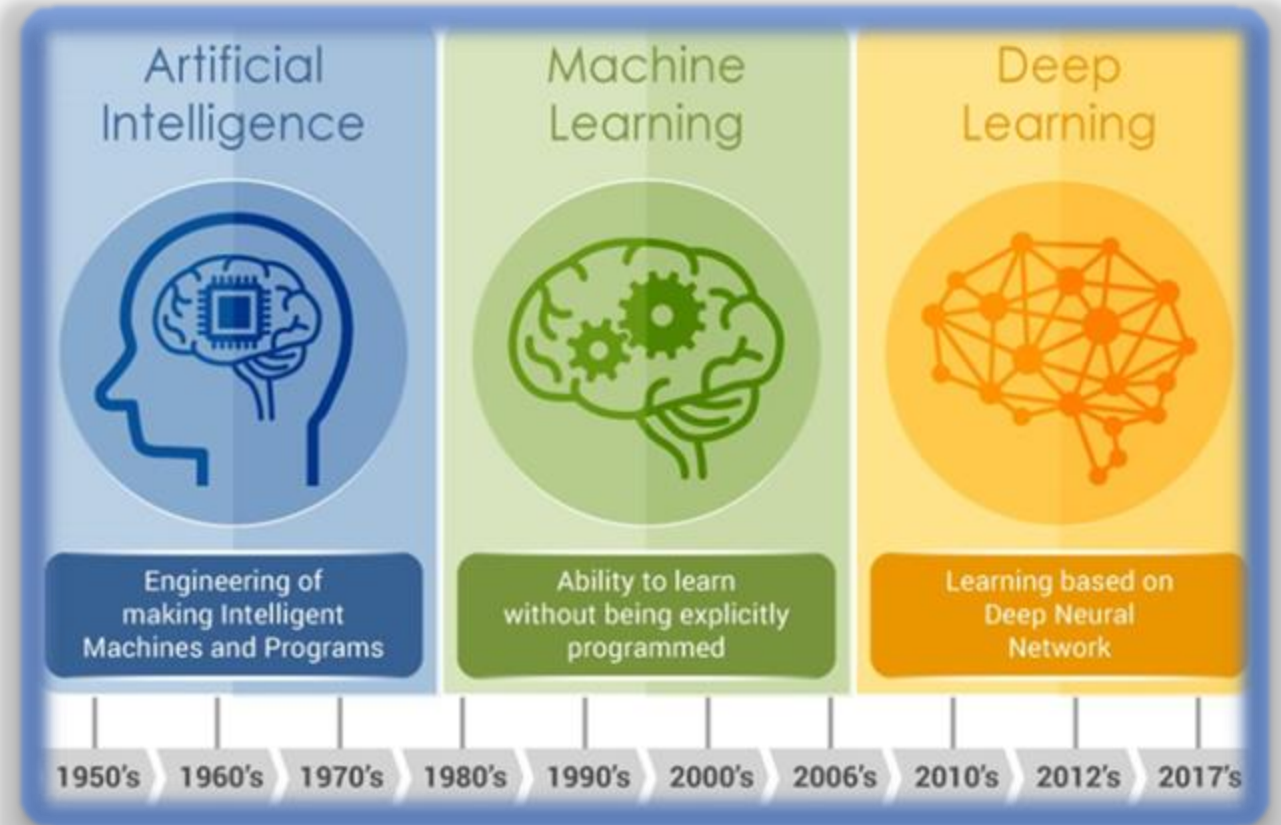 Artificial
Intelligence
Machine
Learning
Deep
Learning
Engineering of
making Intelligent
Machines and Programs
Ability to learn
without being explicitly
programmed
Learning based on
Deep Neural
Network
1950's 1960's 1970's 1980's 1990's 2000's 2006's 2010's 2012's 2017's